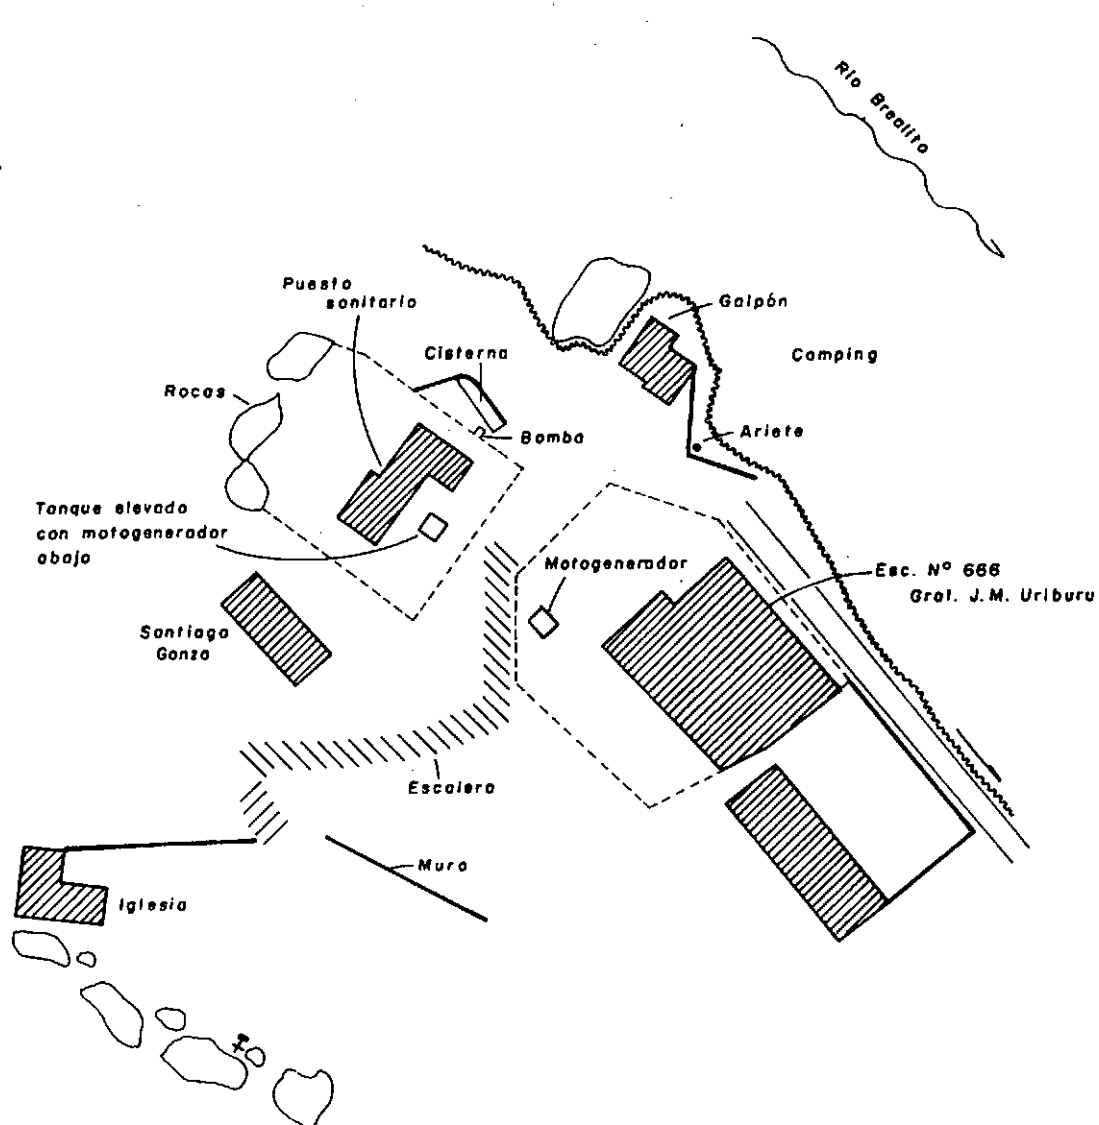 Río Brealito
Puesto
sanitario
Galpón
Cisterna
Camping
Rocas
Ariete
Bomba
Tanque elevado
con motogenerador
abajo
Motogenerador
Esc. Nº 666
Gral. J.M. Uriburu
Santiago
Gonza
Escalera
Muro
Iglesia